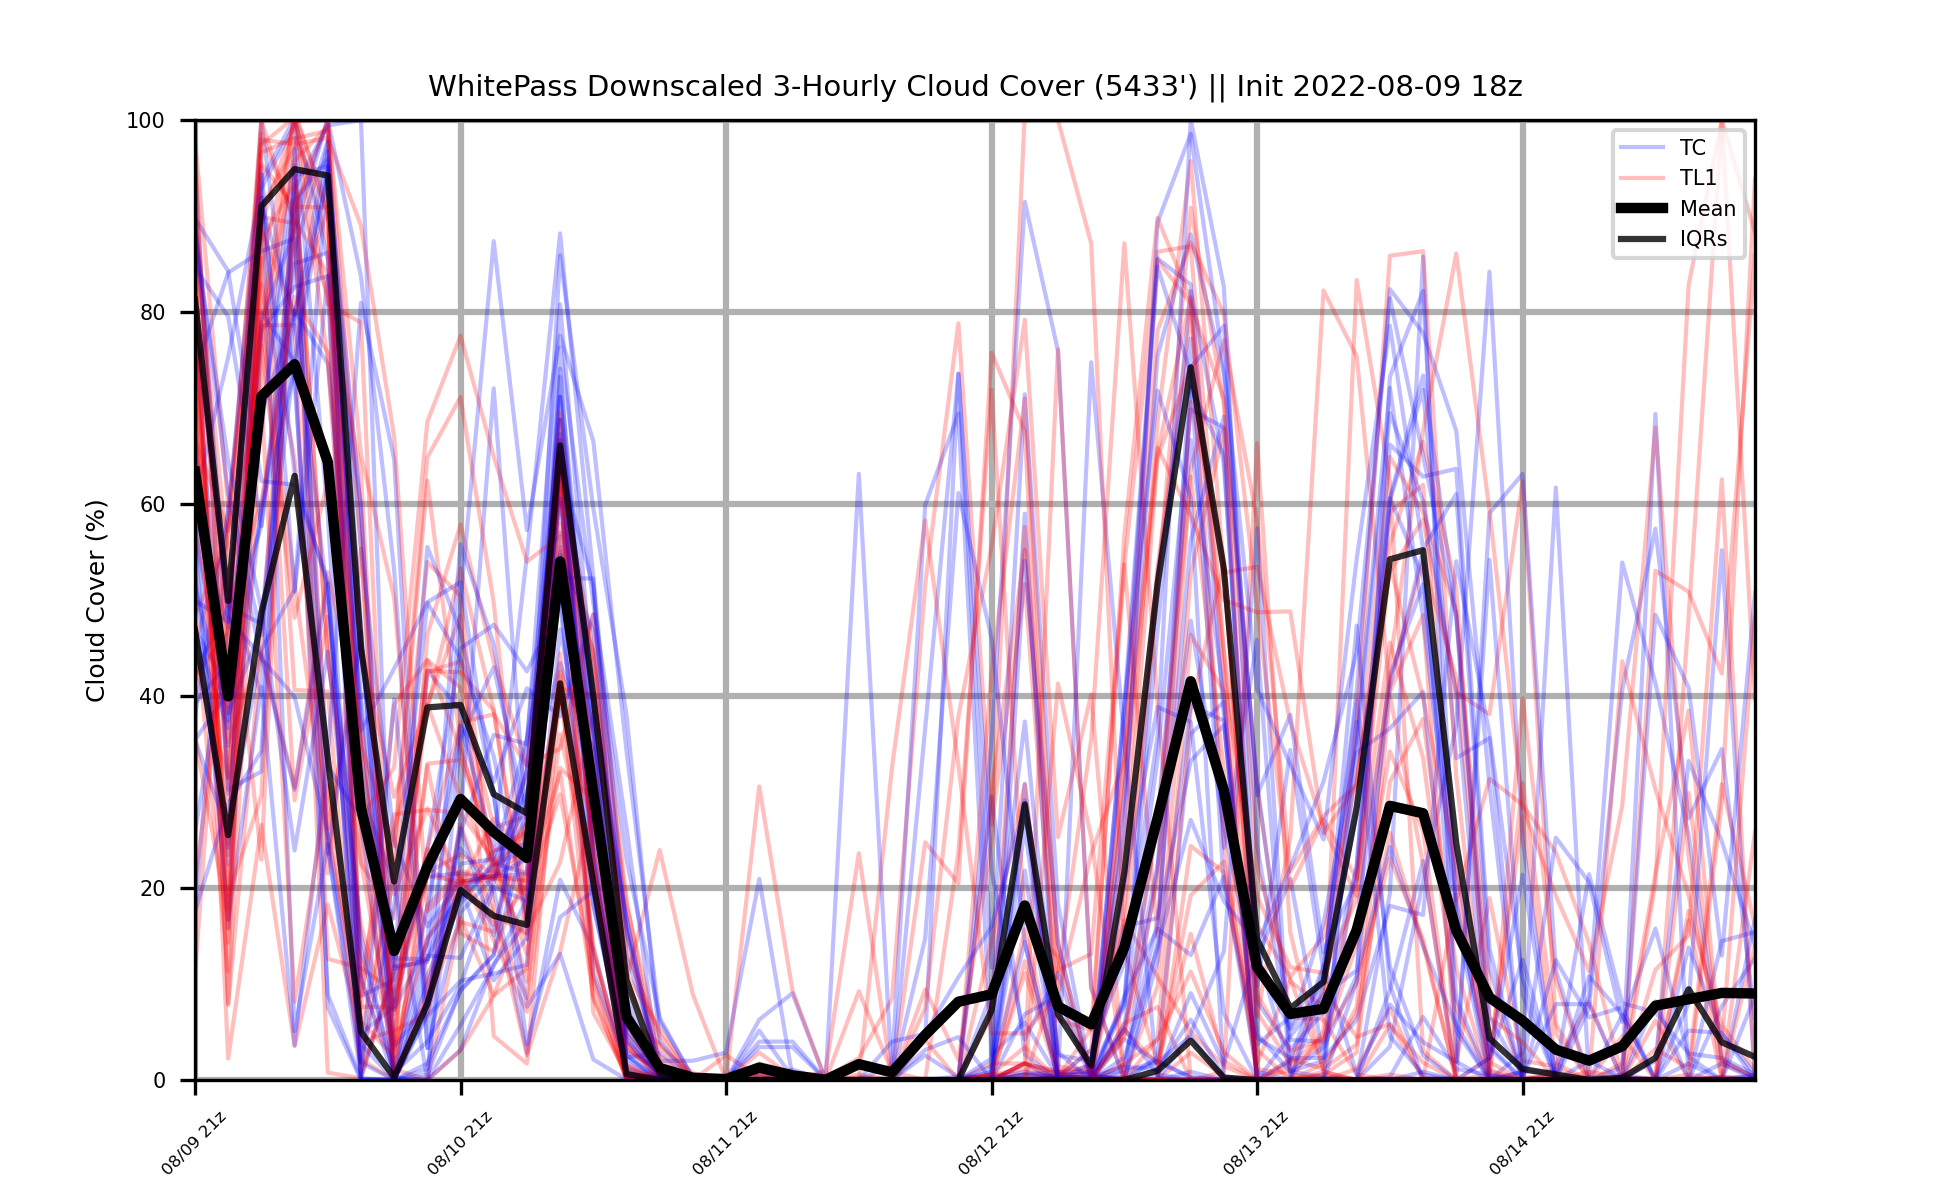 WhitePass Downscaled 3-Hourly Cloud Cover (5433') || Init 2022-08-09 18z
Cloud Cover (%)
100
80
60
40
20
0
TC
TL1
Mean
IQRs
08/09 21z
08/10 21z
08/11 21z
08/12 21z
08/13 21z
08/14 21z